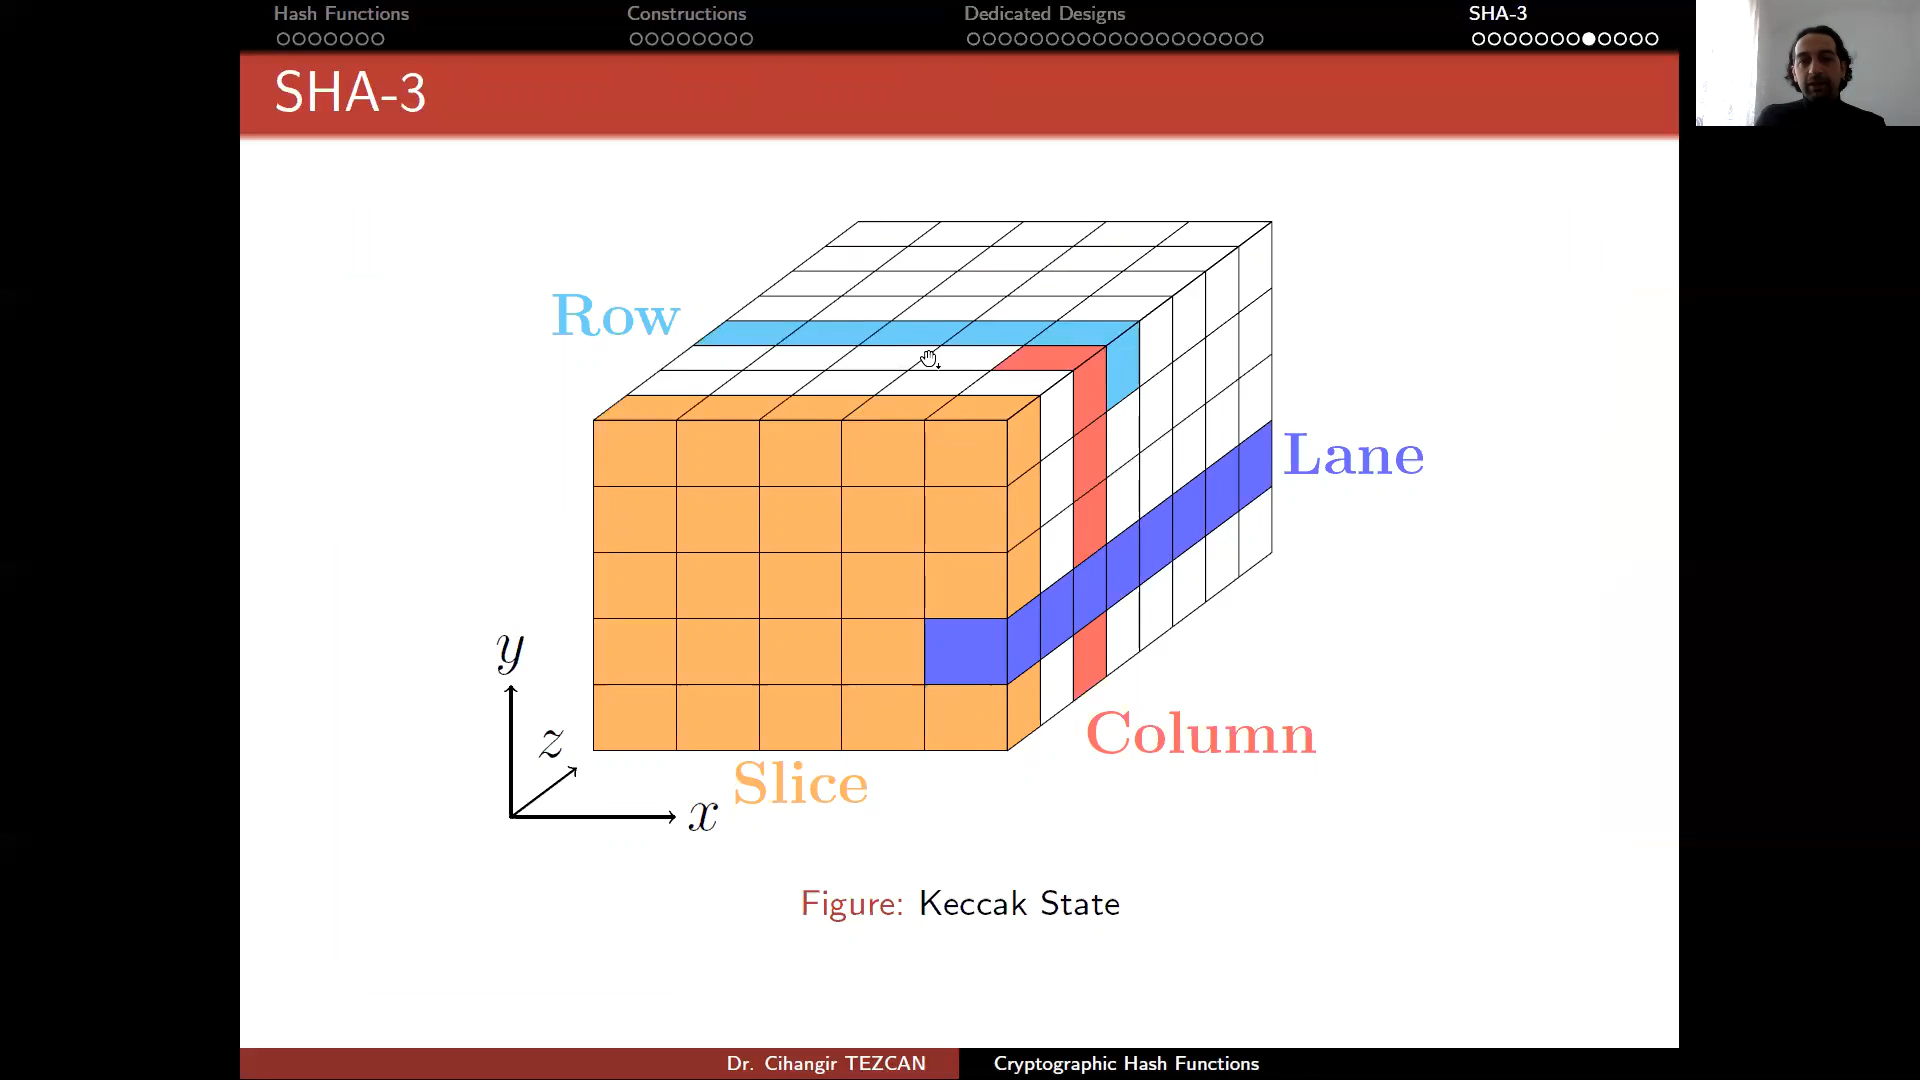 Hash Functions
Constructions
Dedicated Designs
SHA-3
SHA-3
Row
Lane
y
z
x
Column
Slice
Figure: Keccak State
Dr. Cihangir TEZCAN
Cryptographic Hash Functions